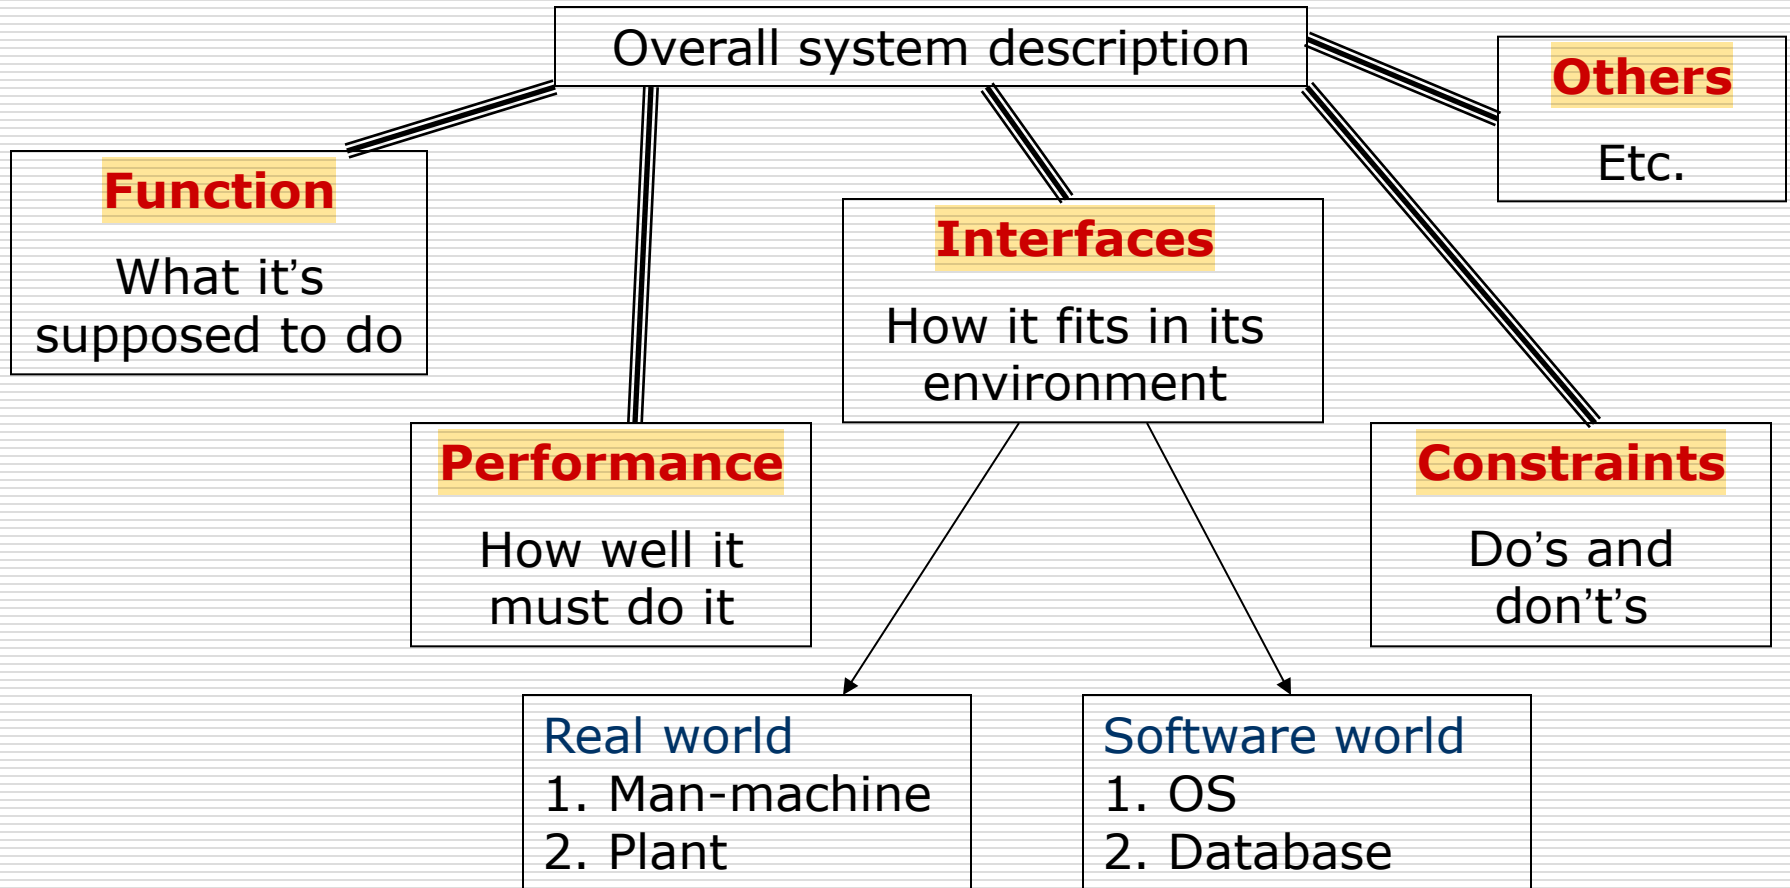 Overall system description
Others
Etc.
Function
What it’s
supposed to do
Interfaces
How it fits in its
environment
Performance
How well it
must do it
Constraints
Do’s and
don’t’s
Real world
1. Man-machine
2. Plant
Software world
1. OS
2. Database